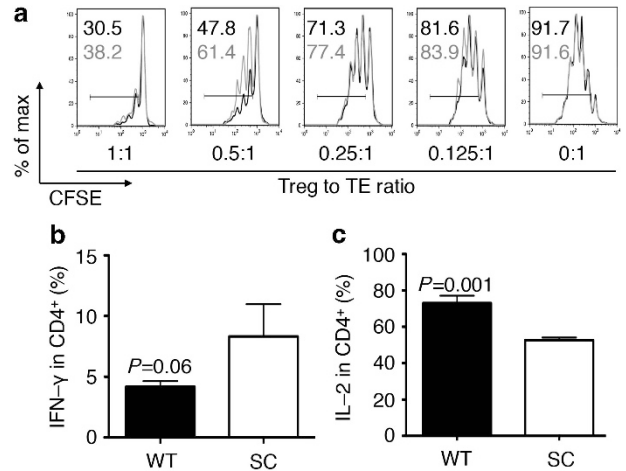 a
30.5 47.8 71.3 81.6 91.7
38.2 61.4 77.4 83.9 91.6
% of max
1:1 0.5:1 0.25:1 0.125:1 0:1
CFSE
Treg to TE ratio
b
IFN–γ in CD4⁺ (%)
15
10
5
0
P=0.06
WT SC
c
IL–2 in CD4⁺ (%)
100
80
60
40
20
0
P=0.001
WT SC